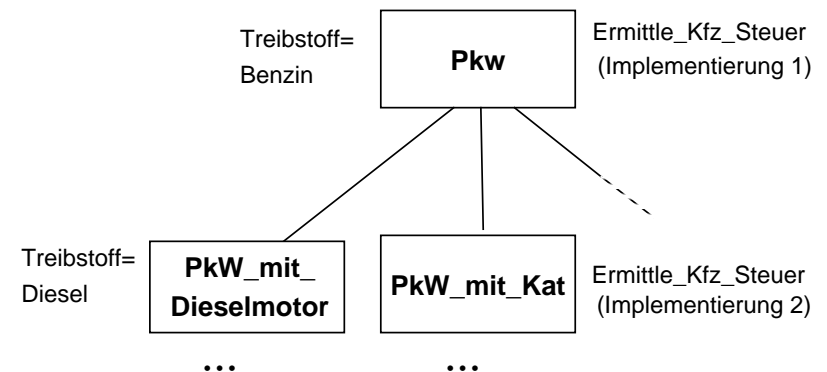 Treibstoff=
Benzin
Pkw
Ermittle_Kfz_Steuer
(Implementierung 1)
Treibstoff=
Diesel
PkW_mit_
Dieselmotor
PkW_mit_Kat
Ermittle_Kfz_Steuer
(Implementierung 2)
...
...